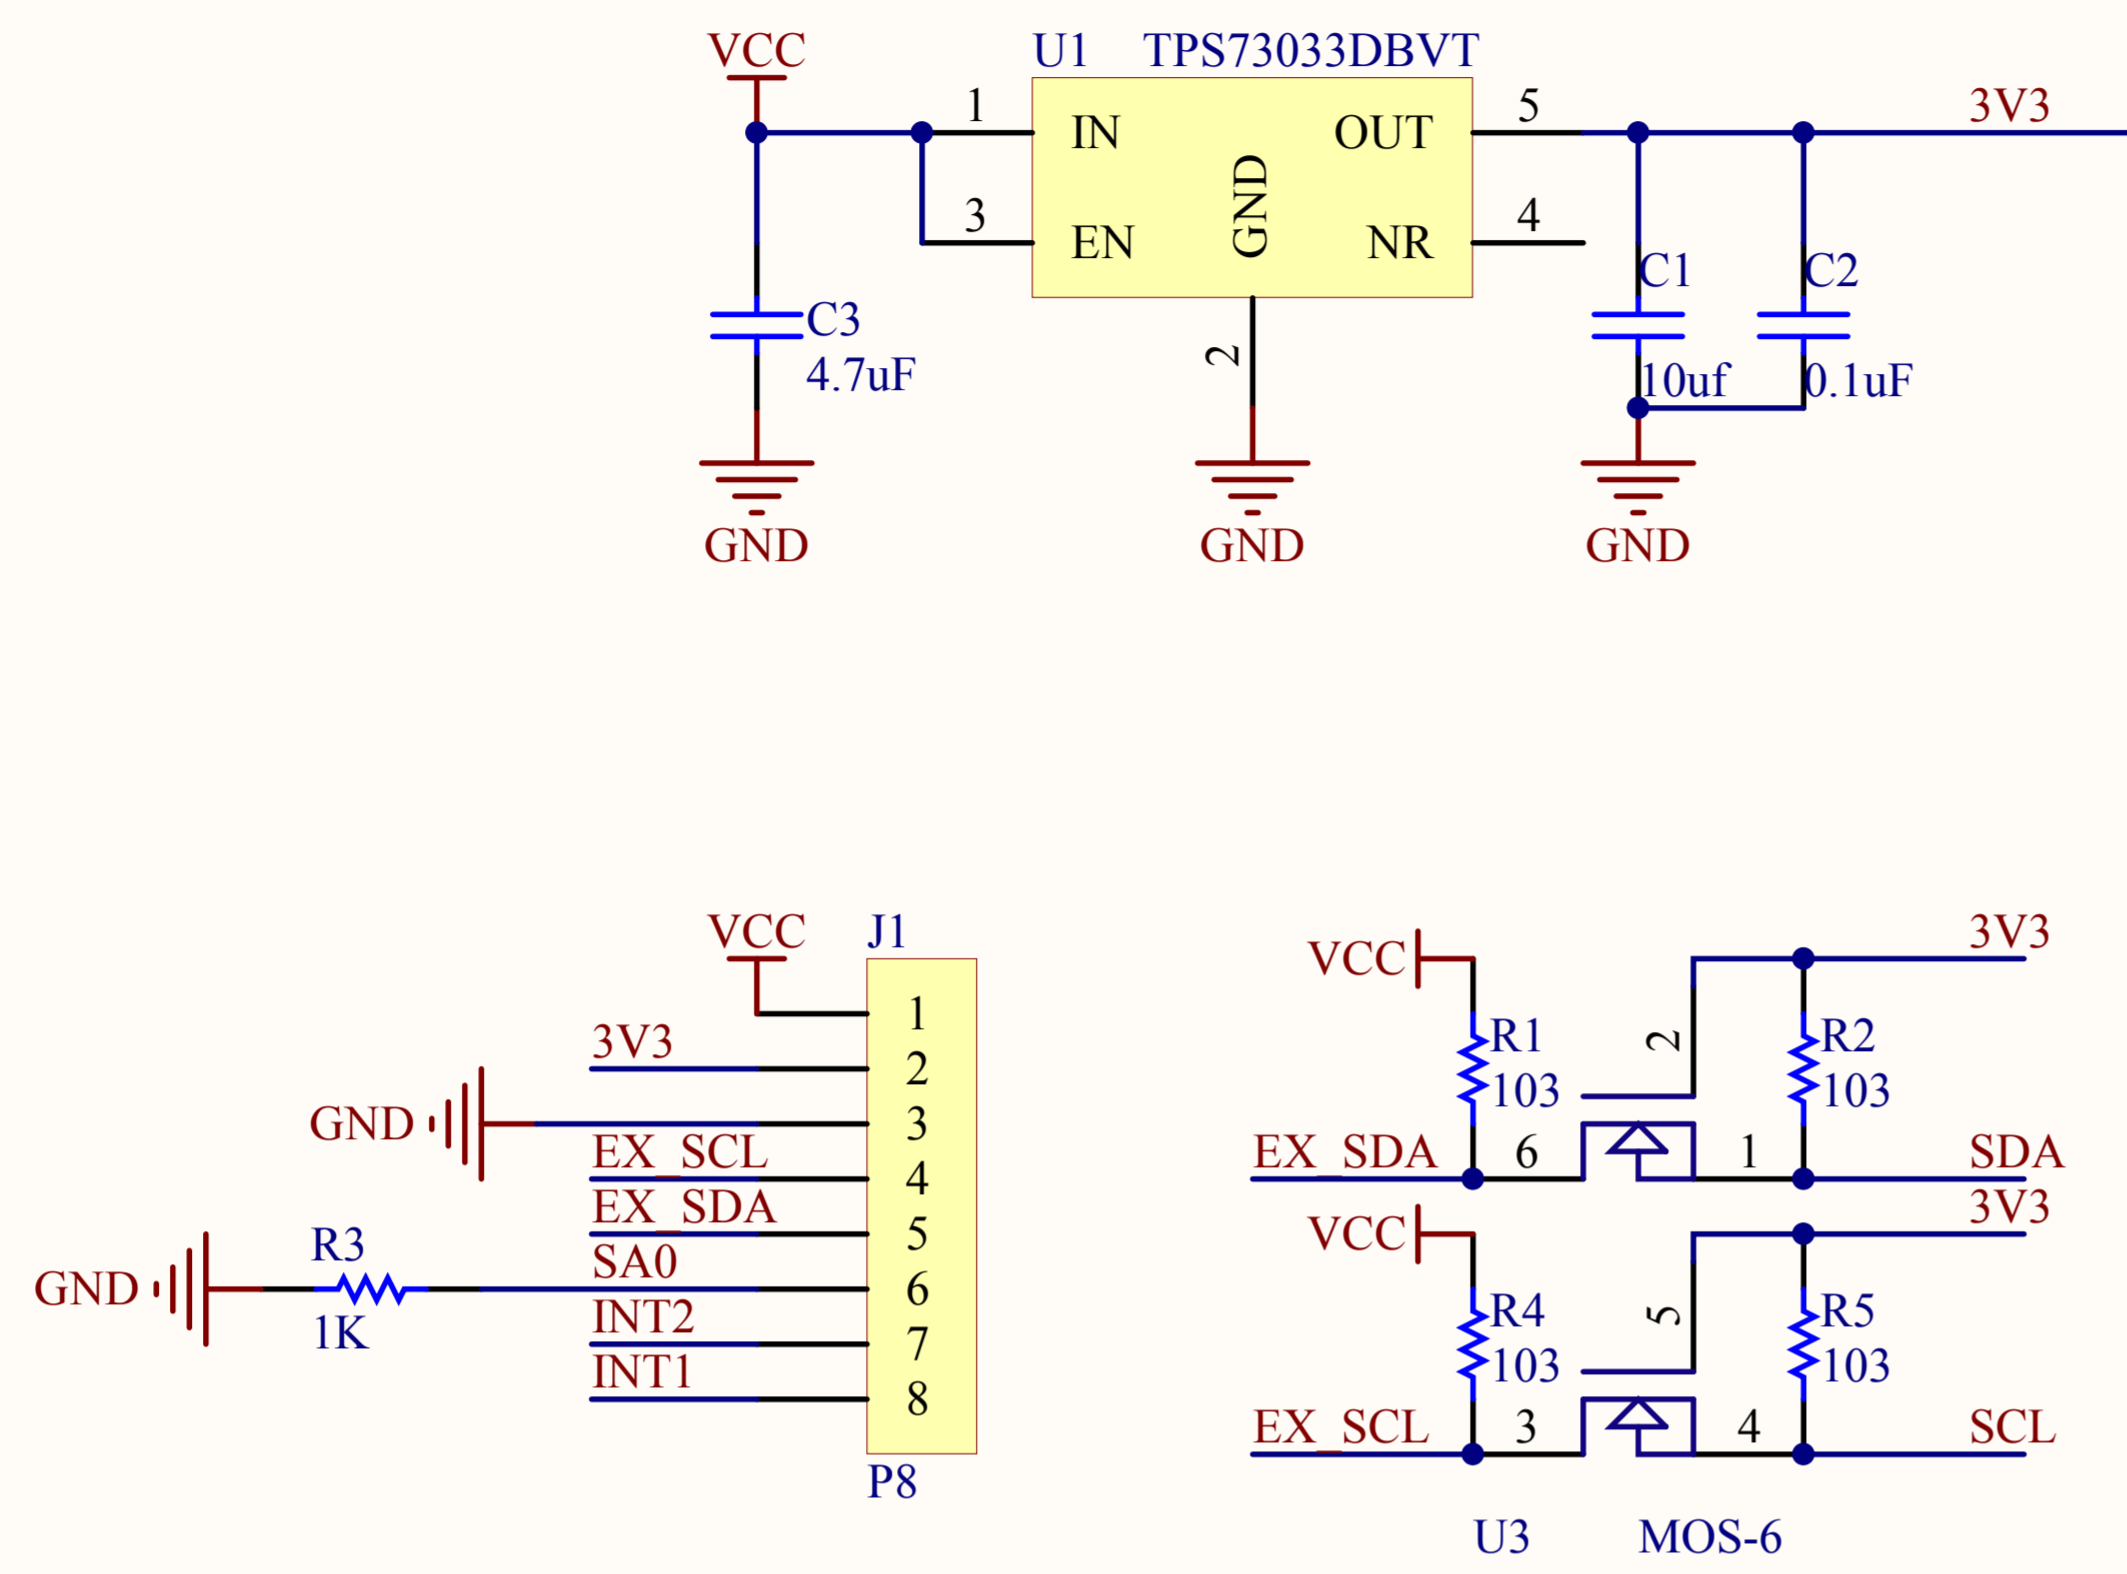 VCC
U1 TPS73033DBVT
1 IN OUT 5 3V3
3 EN GND NR 4
C3
4.7uF
2
C1
10uf
C2
0.1uF
GND
GND
GND
VCC
J1
1
3V3
2
GND
3
EX_SCL
4
EX_SDA
5
SA0
R3
GND
6
1K
INT2
7
INT1
8
P8
VCC
3V3
R1
103
2
R2
103
EX_SDA
6
1
SDA
VCC
3V3
R4
103
5
R5
103
EX_SCL
3
4
SCL
U3 MOS-6